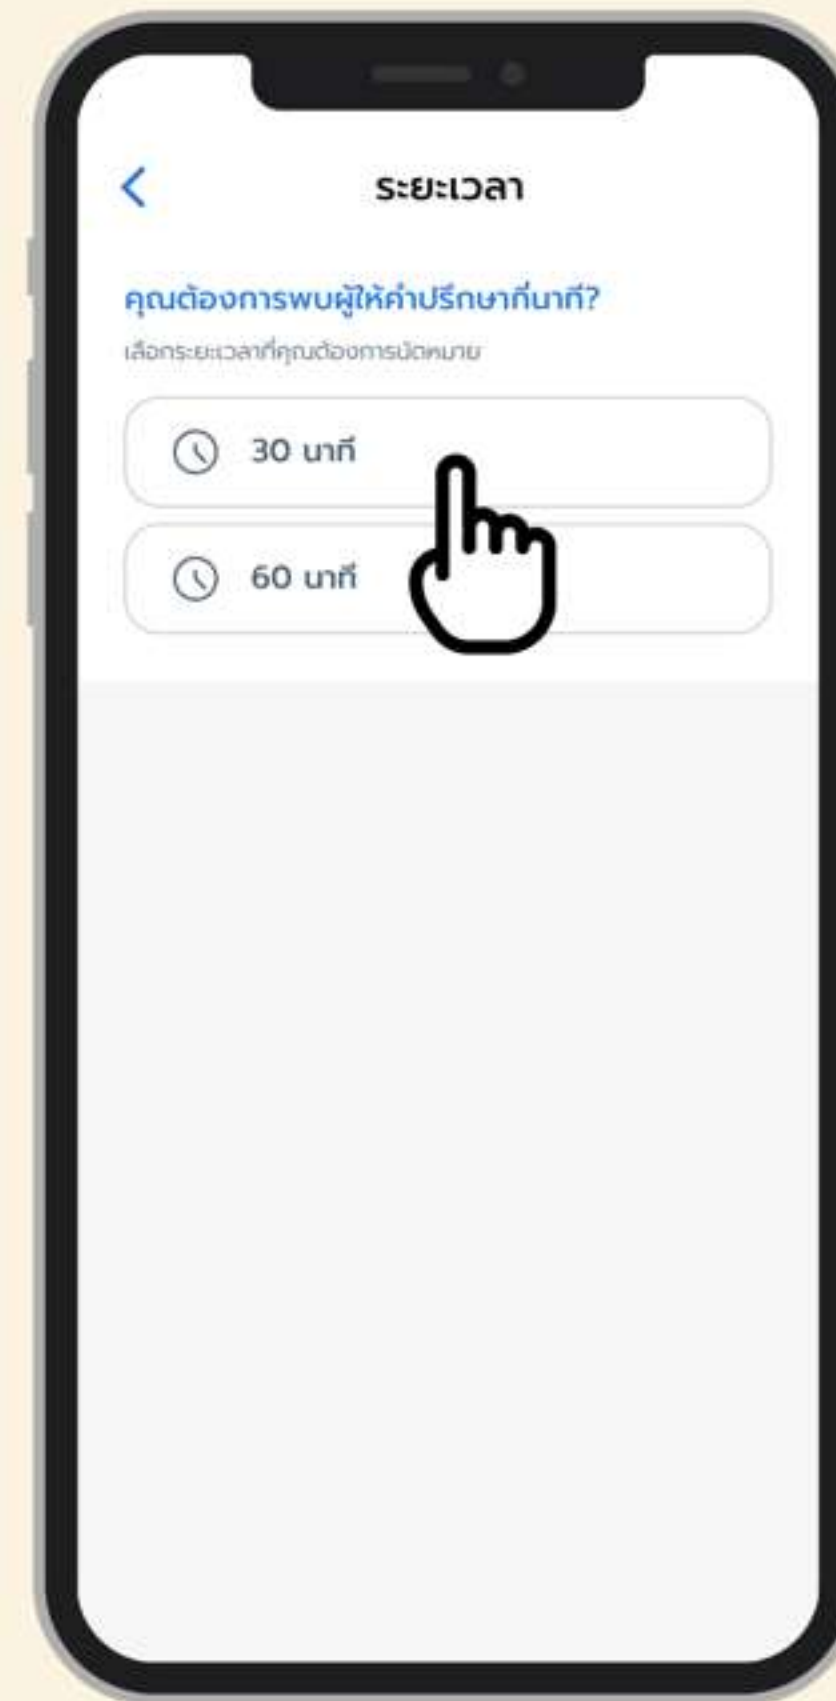 ระยะเวลา
คุณต้องการพบผู้ให้คำปรึกษากี่นาที?
เลือกระยะเวลาที่คุณต้องการนัดหมาย
30 นาที
60 นาที